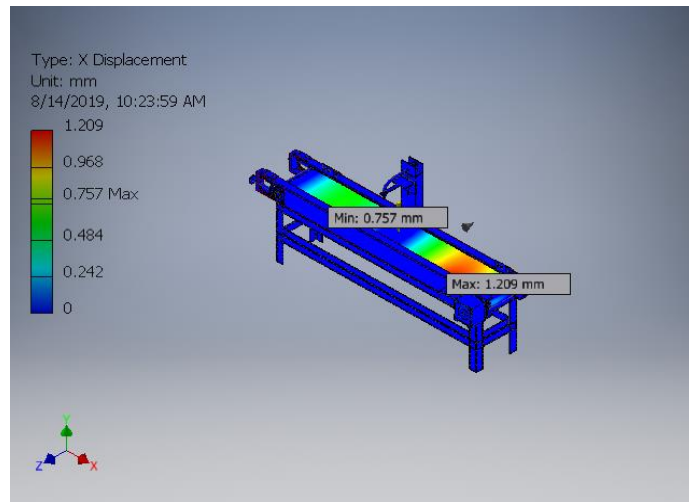 Type: X Displacement
Unit: mm
8/14/2019, 10:23:59 AM
1.209
0.968
0.757 Max
0.484
0.242
0
Min: 0.757 mm
Max: 1.209 mm
Y
Z
X